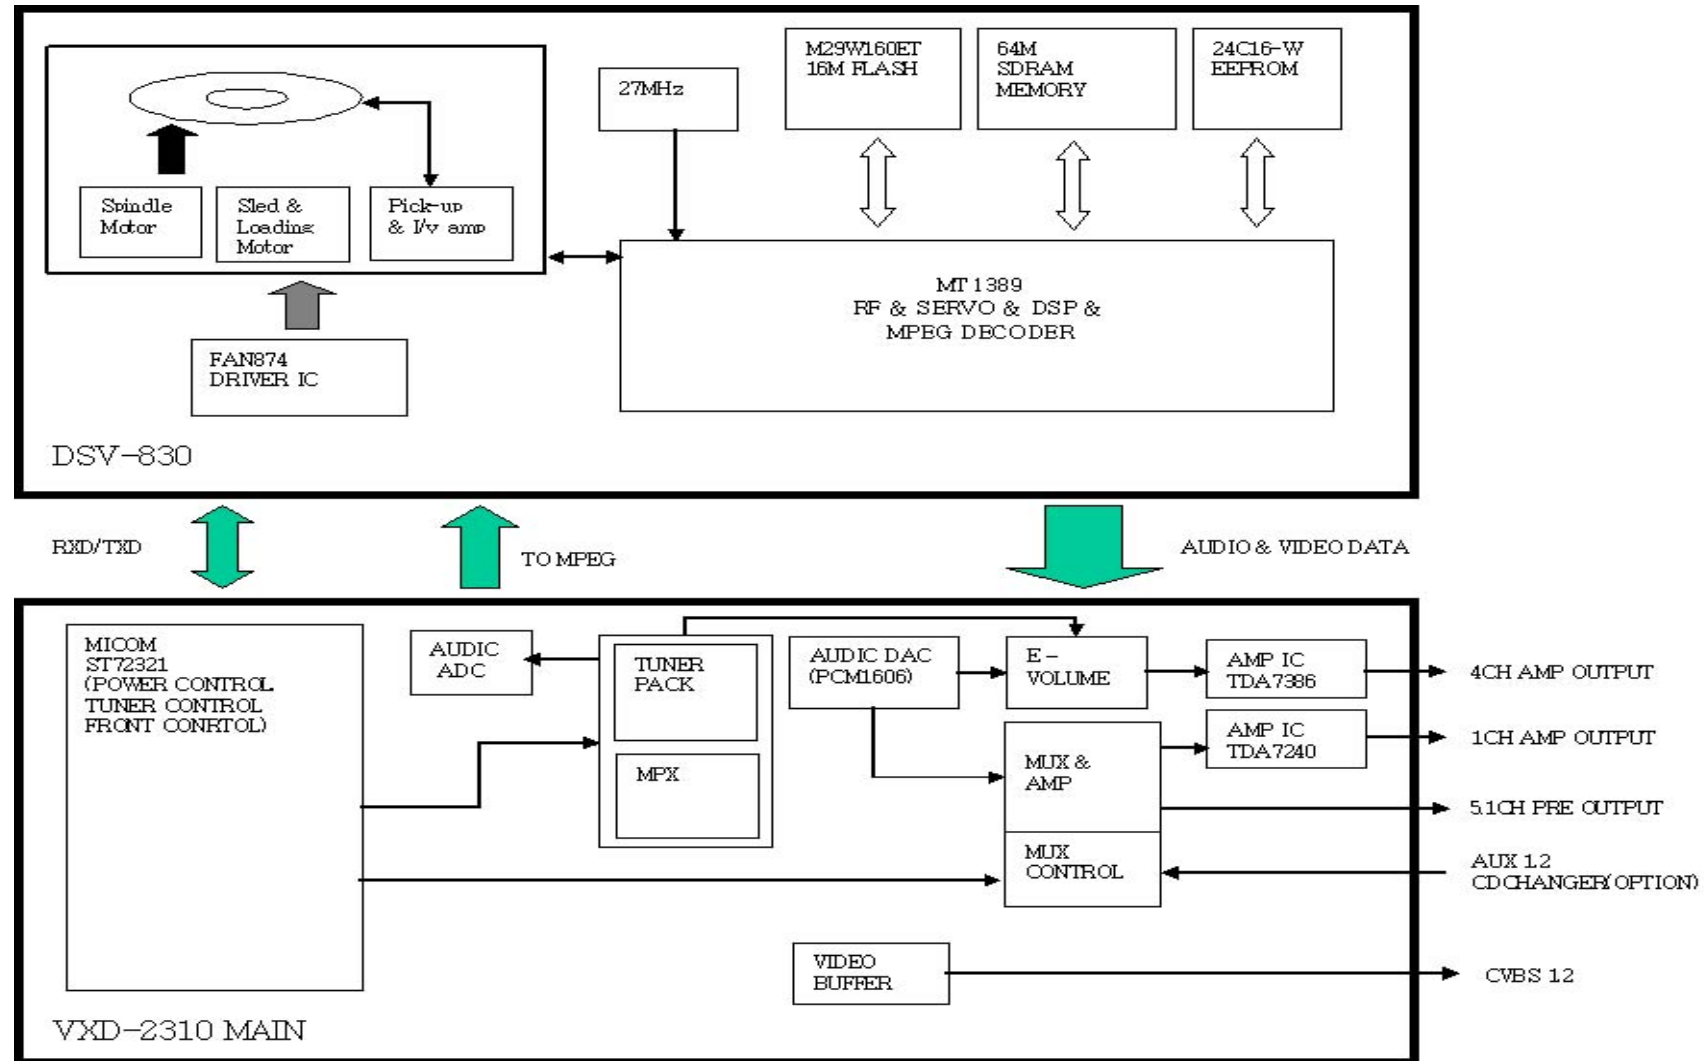 M29W160ET
16M FLASH
64M
SDRAM
MEMORY
24C16-W
EEPROM
27MHz
Spindle
Motor
Sled &
Loading
Motor
Pick-up
& I/v amp
MT1389
RF & SERVO & DSP &
MPEG DECODER
FAN874
DRIVER IC
DSV-830
RXD/TXD
TO MPEG
AUDIO & VIDEO DATA
MICOM
ST72321
(POWER CONTROL
TUNER CONTROL
FRONT CONRTOL)
AUDIC
ADC
TUNER
PACK
MPX
AUDIC DAC
(PCM1606)
E-
VOLUME
AMP IC
TDA7386
4CH AMP OUTPUT
AMP IC
TDA7240
1CH AMP OUTPUT
MUX &
AMP
5.1CH PRE OUTPUT
MUX
CONTROL
AUX 1.2
CDCHANGER(OPTION)
VIDEO
BUFFER
CVBS 1.2
VXD-2310 MAIN